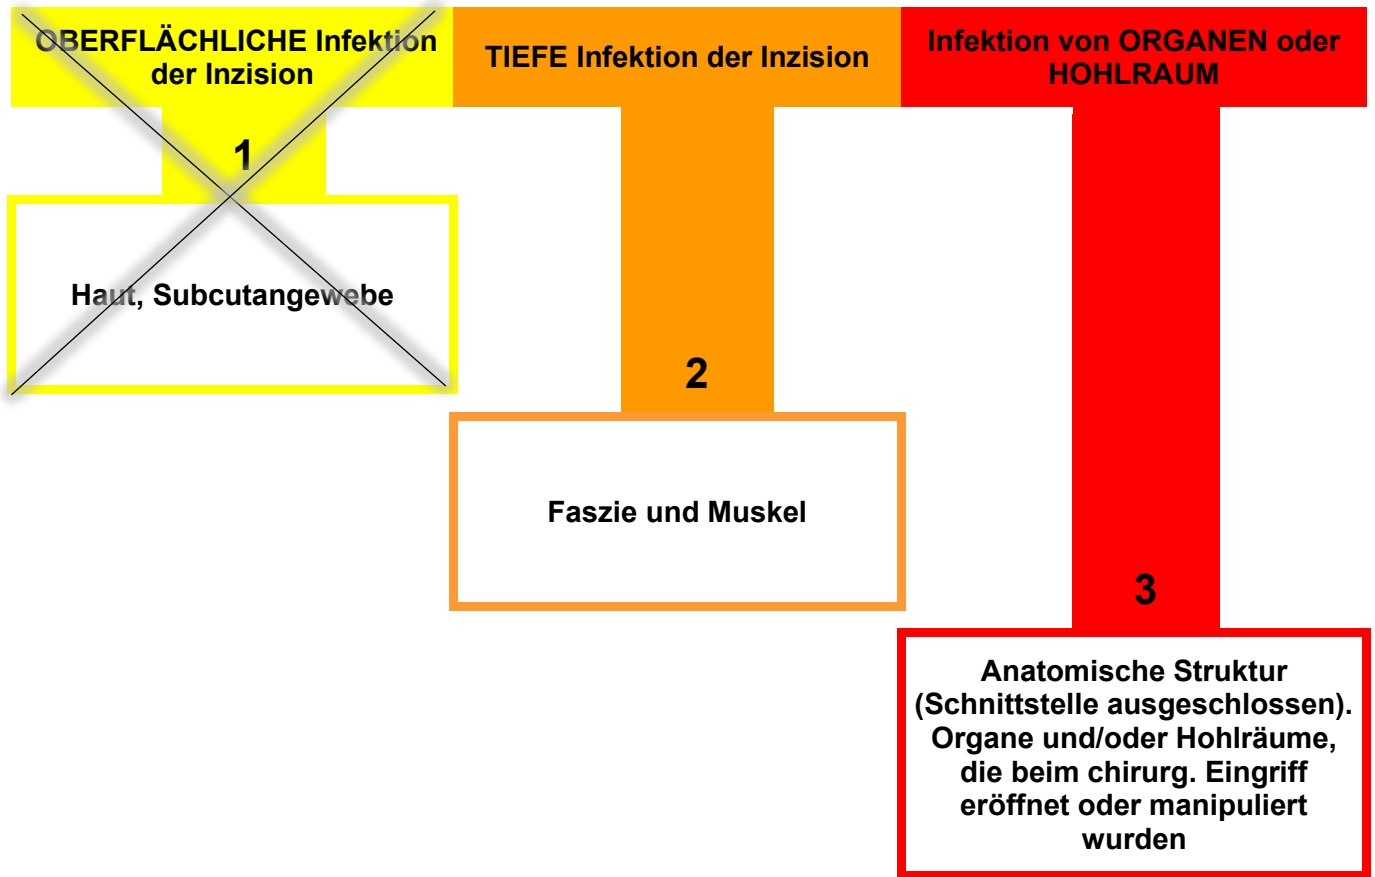 OBERFLÄCHLICHE Infektion
der Inzision
TIEFE Infektion der Inzision
Infektion von ORGANEN oder
HOHLRAUM
1
Haut, Subcutangewebe
2
Faszie und Muskel
3
Anatomische Struktur
(Schnittstelle ausgeschlossen).
Organe und/oder Hohlräume,
die beim chirurg. Eingriff
eröffnet oder manipuliert
wurden